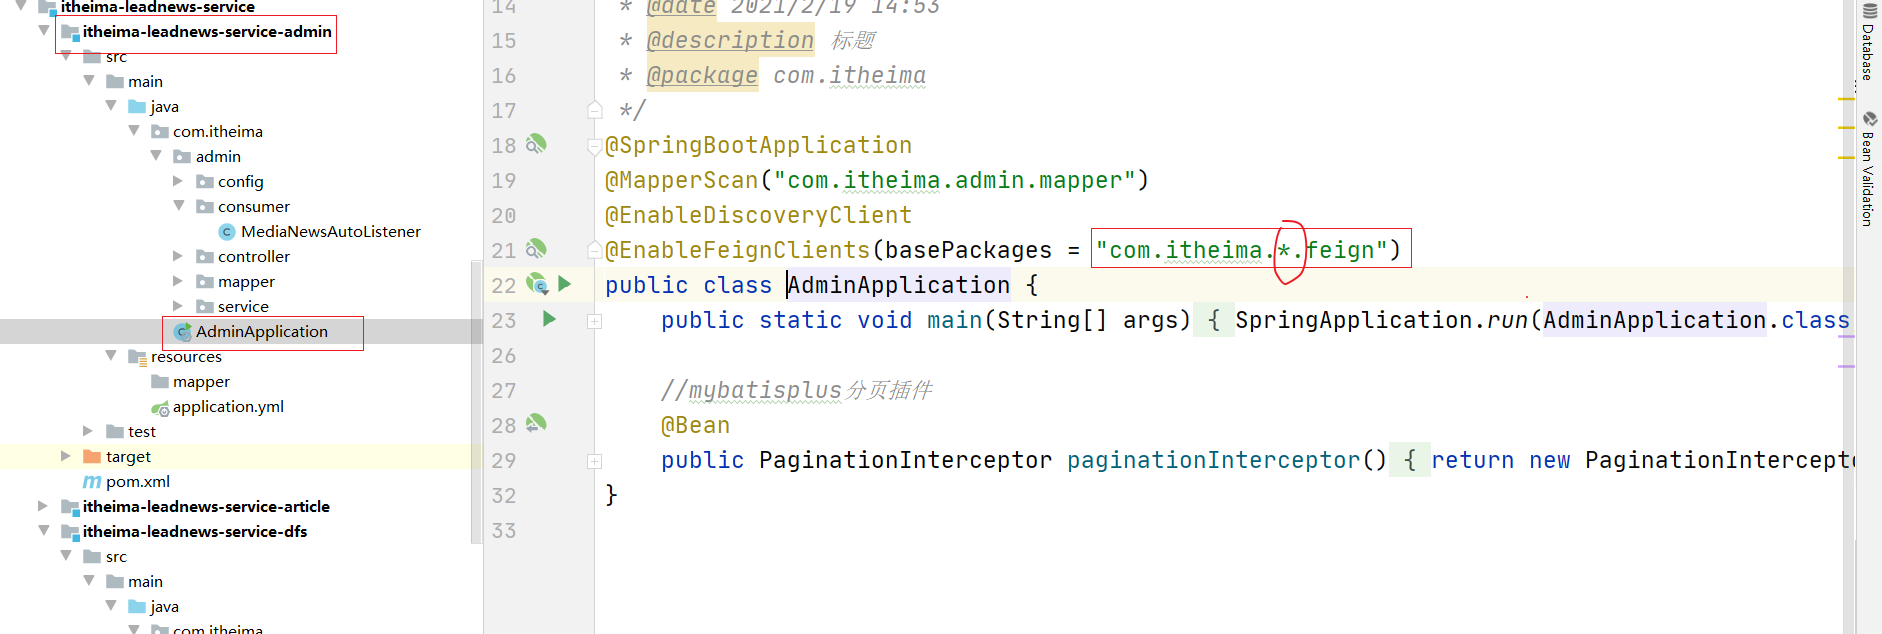 itheima-leadnews-service
itheima-leadnews-service-admin
src
main
java
com.itheima
admin
config
consumer
MediaNewsAutoListener
controller
mapper
service
AdminApplication
resources
mapper
application.yml
test
target
pom.xml
itheima-leadnews-service-article
itheima-leadnews-service-dfs
src
main
java
com.itheima
14 * @date 2021/2/19 14:53
15 * @description 标题
16 * @package com.itheima
17 */
18 @SpringBootApplication
19 @MapperScan("com.itheima.admin.mapper")
20 @EnableDiscoveryClient
21 @EnableFeignClients(basePackages = "com.itheima.*.feign")
22 public class AdminApplication {
23 public static void main(String[] args) { SpringApplication.run(AdminApplication.class
26
27 //mybatisplus分页插件
28 @Bean
29 public PaginationInterceptor paginationInterceptor() { return new PaginationIntercepto
32 }
33
Database
Bean Validation